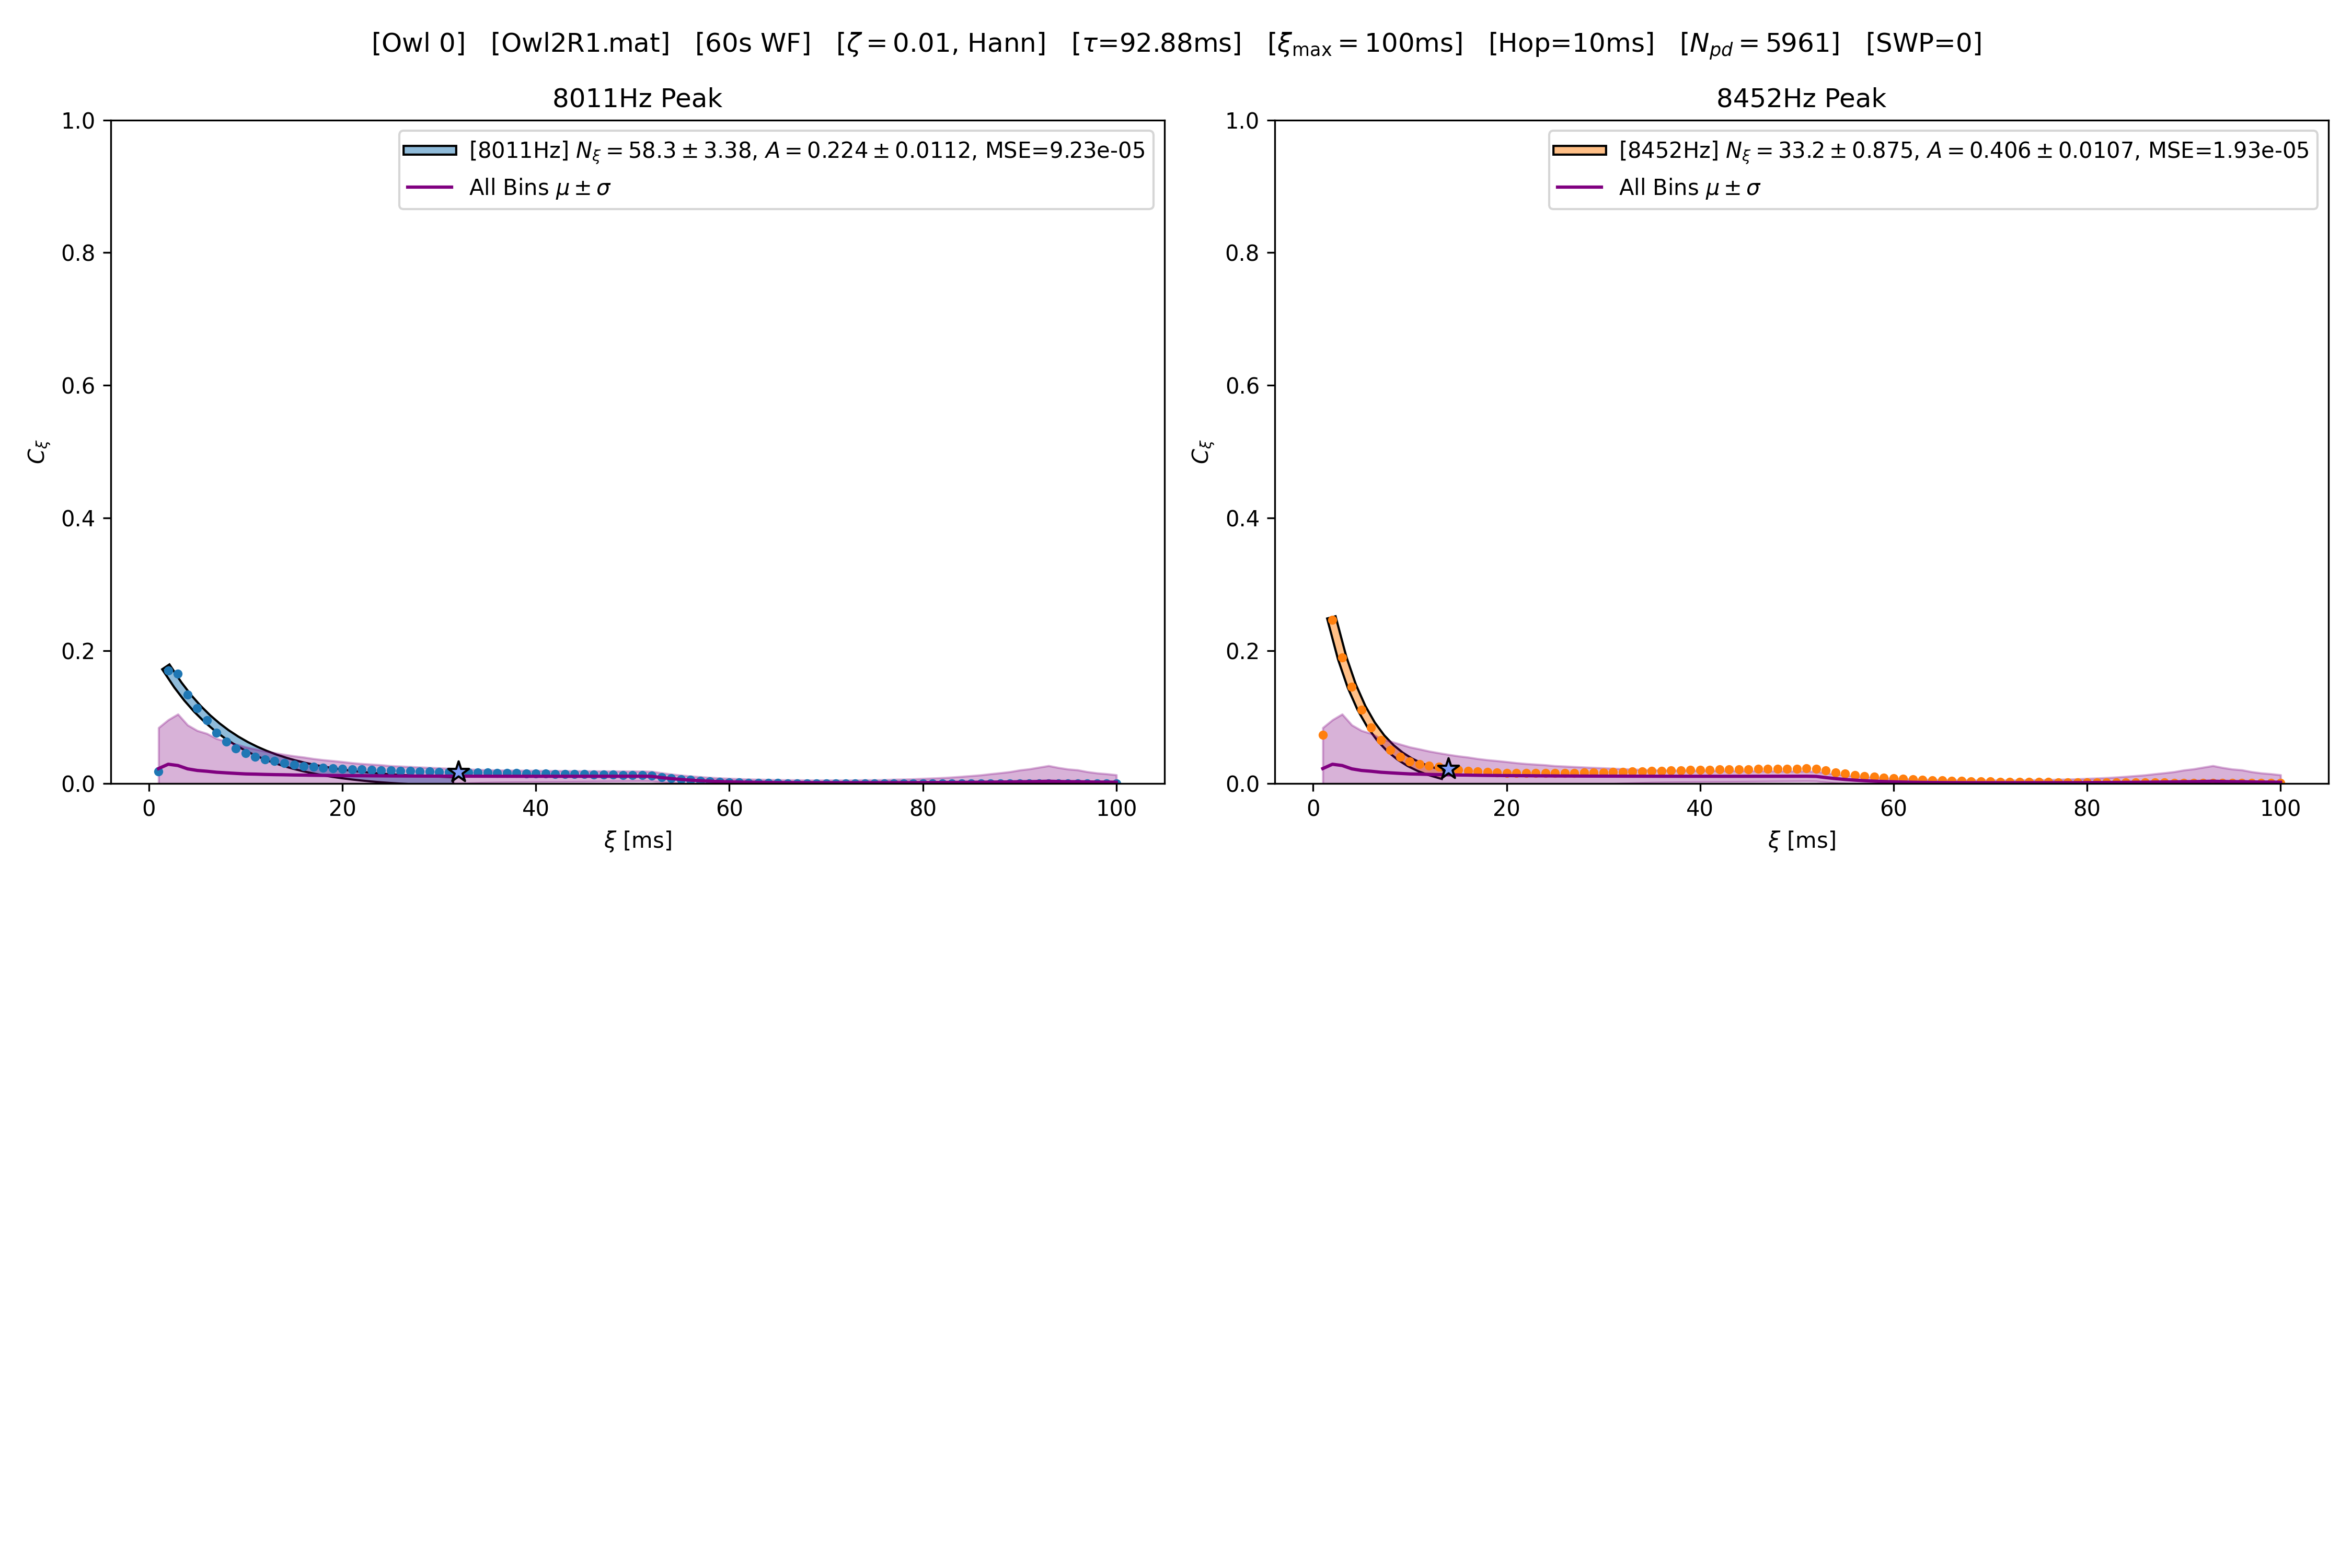 [Owl 0] [Owl2R1.mat] [60s WF] [ζ = 0.01, Hann] [τ=92.88ms] [ξmax = 100ms] [Hop=10ms] [Npd = 5961] [SWP=0]
8011Hz Peak
1.0
0.8
0.6
0.4
0.2
0.0
Cξ
[8011Hz] Nξ = 58.3 ± 3.38, A = 0.224 ± 0.0112, MSE=9.23e-05
All Bins μ ± σ
0 20 40 60 80 100
ξ [ms]
8452Hz Peak
1.0
0.8
0.6
0.4
0.2
0.0
Cξ
[8452Hz] Nξ = 33.2 ± 0.875, A = 0.406 ± 0.0107, MSE=1.93e-05
All Bins μ ± σ
0 20 40 60 80 100
ξ [ms]